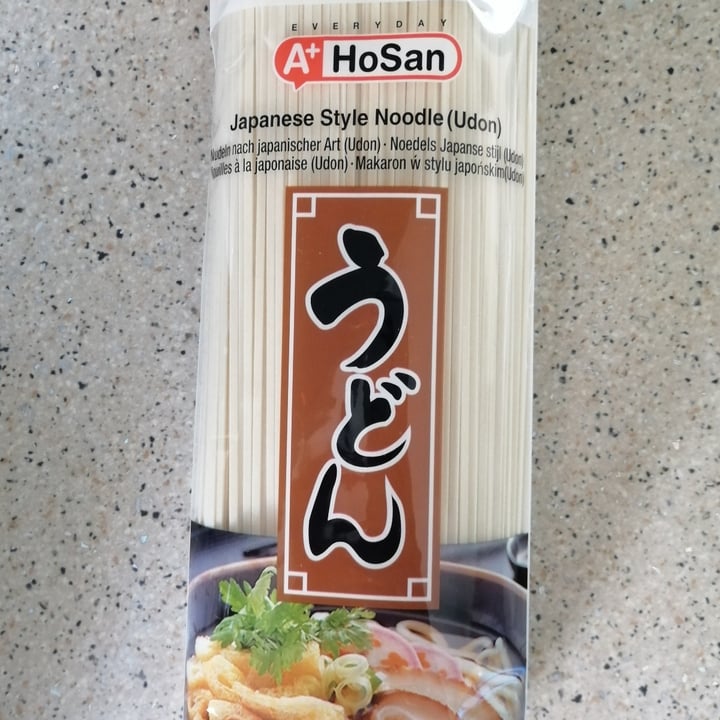 EVERYDAY
A+ HoSan
Japanese Style Noodle (Udon)
Nudeln nach japanischer Art (Udon) · Noedels Japanse stijl (Udon)
à la japonaise (Udon) · Makaron w stylu japońskim (Udon)
うどん